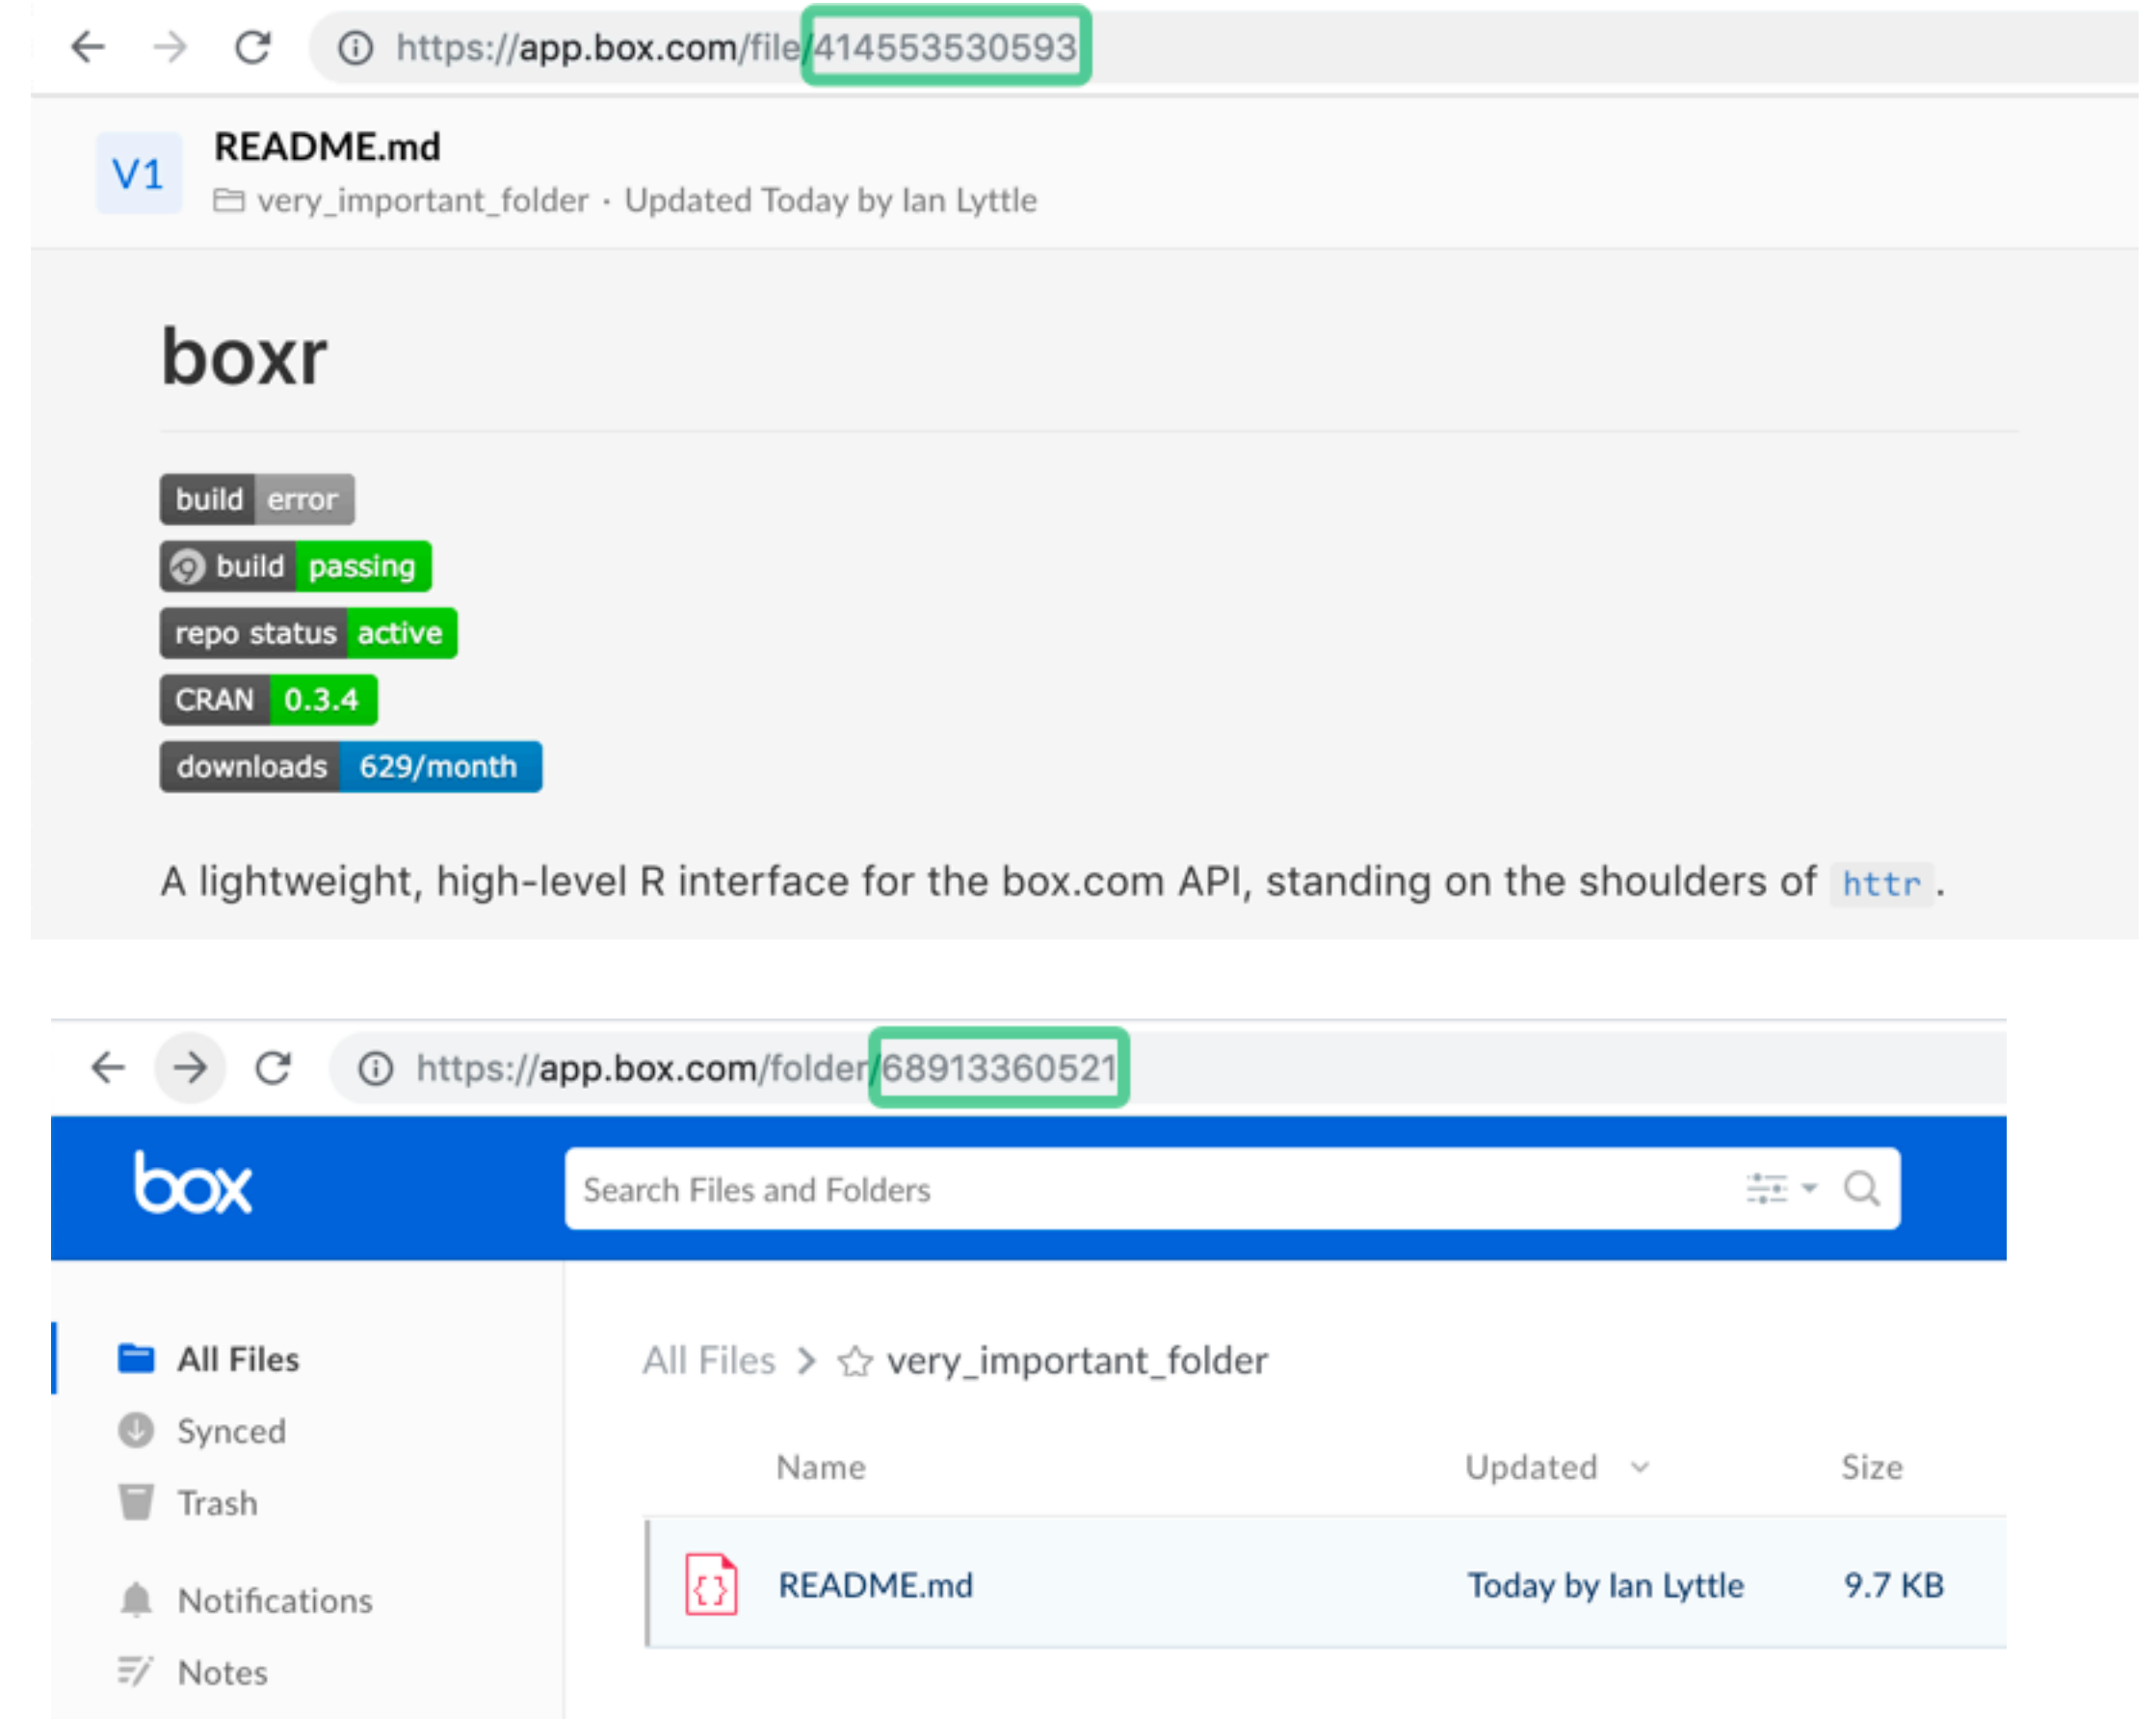 https://app.box.com/file/414553530593
V1
README.md
very_important_folder · Updated Today by Ian Lyttle
boxr
build error
build passing
repo status active
CRAN 0.3.4
downloads 629/month
A lightweight, high-level R interface for the box.com API, standing on the shoulders of httr.
https://app.box.com/folder/68913360521
box
Search Files and Folders
All Files
Synced
Trash
Notifications
Notes
All Files > very_important_folder
Name Updated Size
README.md Today by Ian Lyttle 9.7 KB